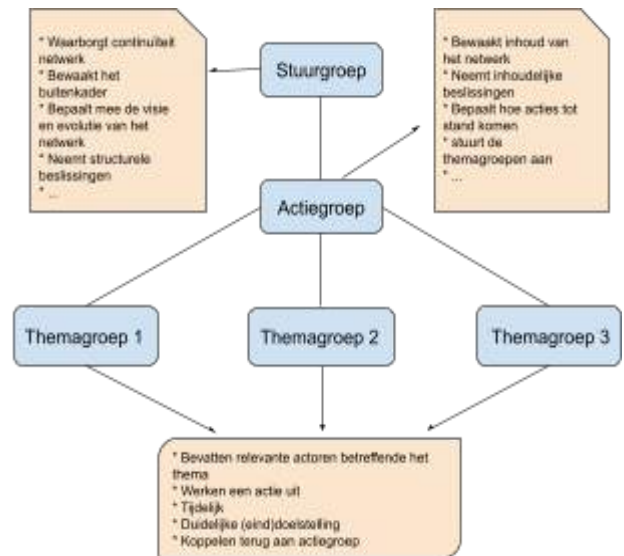 * Waarborgt continuïteit
netwerk
* Bewaakt het
buitenkader
* Bepaalt mee de visie
en evolutie van het
netwerk
* Neemt structurele
beslissingen
* ...
Stuurgroep
* Bewaakt inhoud van
het netwerk
* Neemt inhoudelijke
beslissingen
* Bepaalt hoe acties tot
stand komen
* stuurt de
themagroepen aan
* ...
Actiegroep
Themagroep 1
Themagroep 2
Themagroep 3
* Bevatten relevante actoren betreffende het
thema
* Werken een actie uit
* Tijdelijk
* Duidelijke (eind)doelstelling
* Koppelen terug aan actiegroep